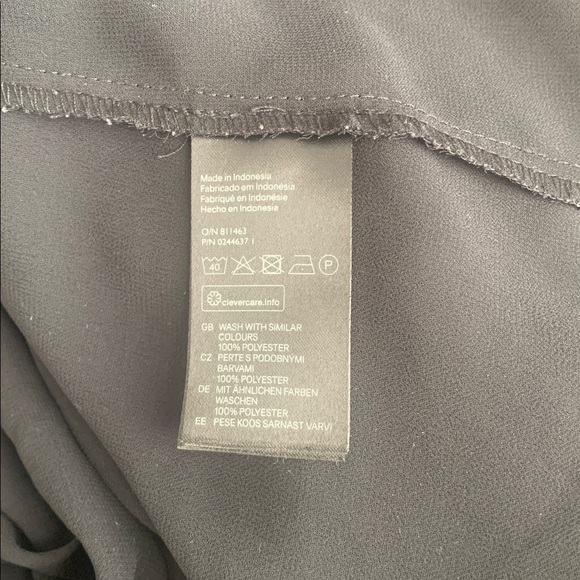 Made in Indonesia
Fabricado em Indonésia
Fabriqué en Indonésie
Hecho en Indonesia
O/N 811463
P/N 0244637 1
40 P
clevercare.info
GB WASH WITH SIMILAR
COLOURS
100% POLYESTER
CZ PERTE S PODOBNÝMI
BARVAMI
100% POLYESTER
DE MIT ÄHNLICHEN FARBEN
WASCHEN
100% POLYESTER
EE PESE KOOS SARNAST VÄRVI